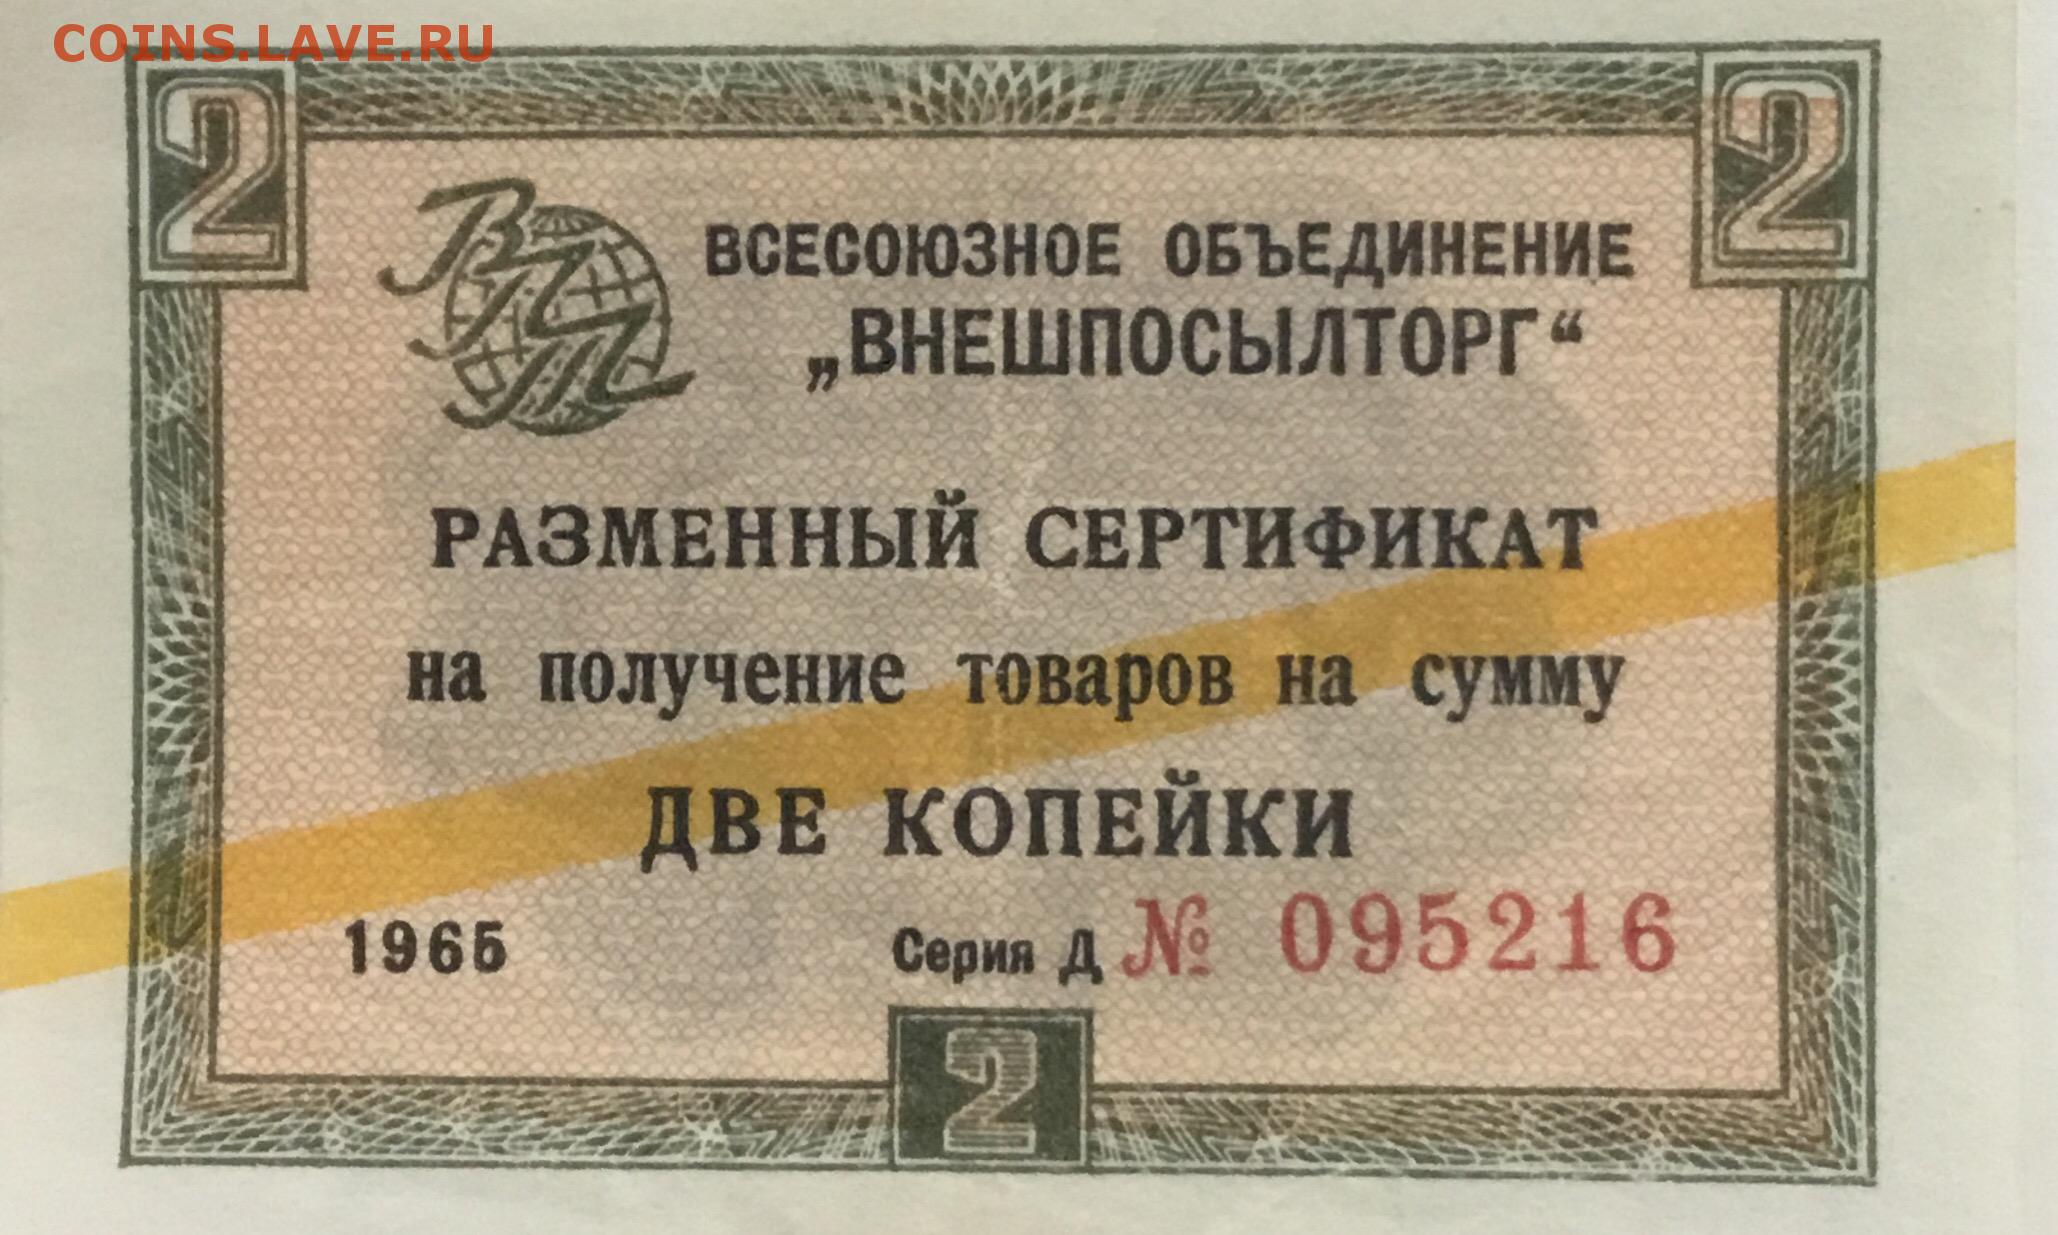 COINS.LAVE.RU
2 2
ВПТ
ВСЕСОЮЗНОЕ ОБЪЕДИНЕНИЕ
„ВНЕШПОСЫЛТОРГ“
РАЗМЕННЫЙ СЕРТИФИКАТ
на получение товаров на сумму
ДВЕ КОПЕЙКИ
1965 Серия Д № 095216
2